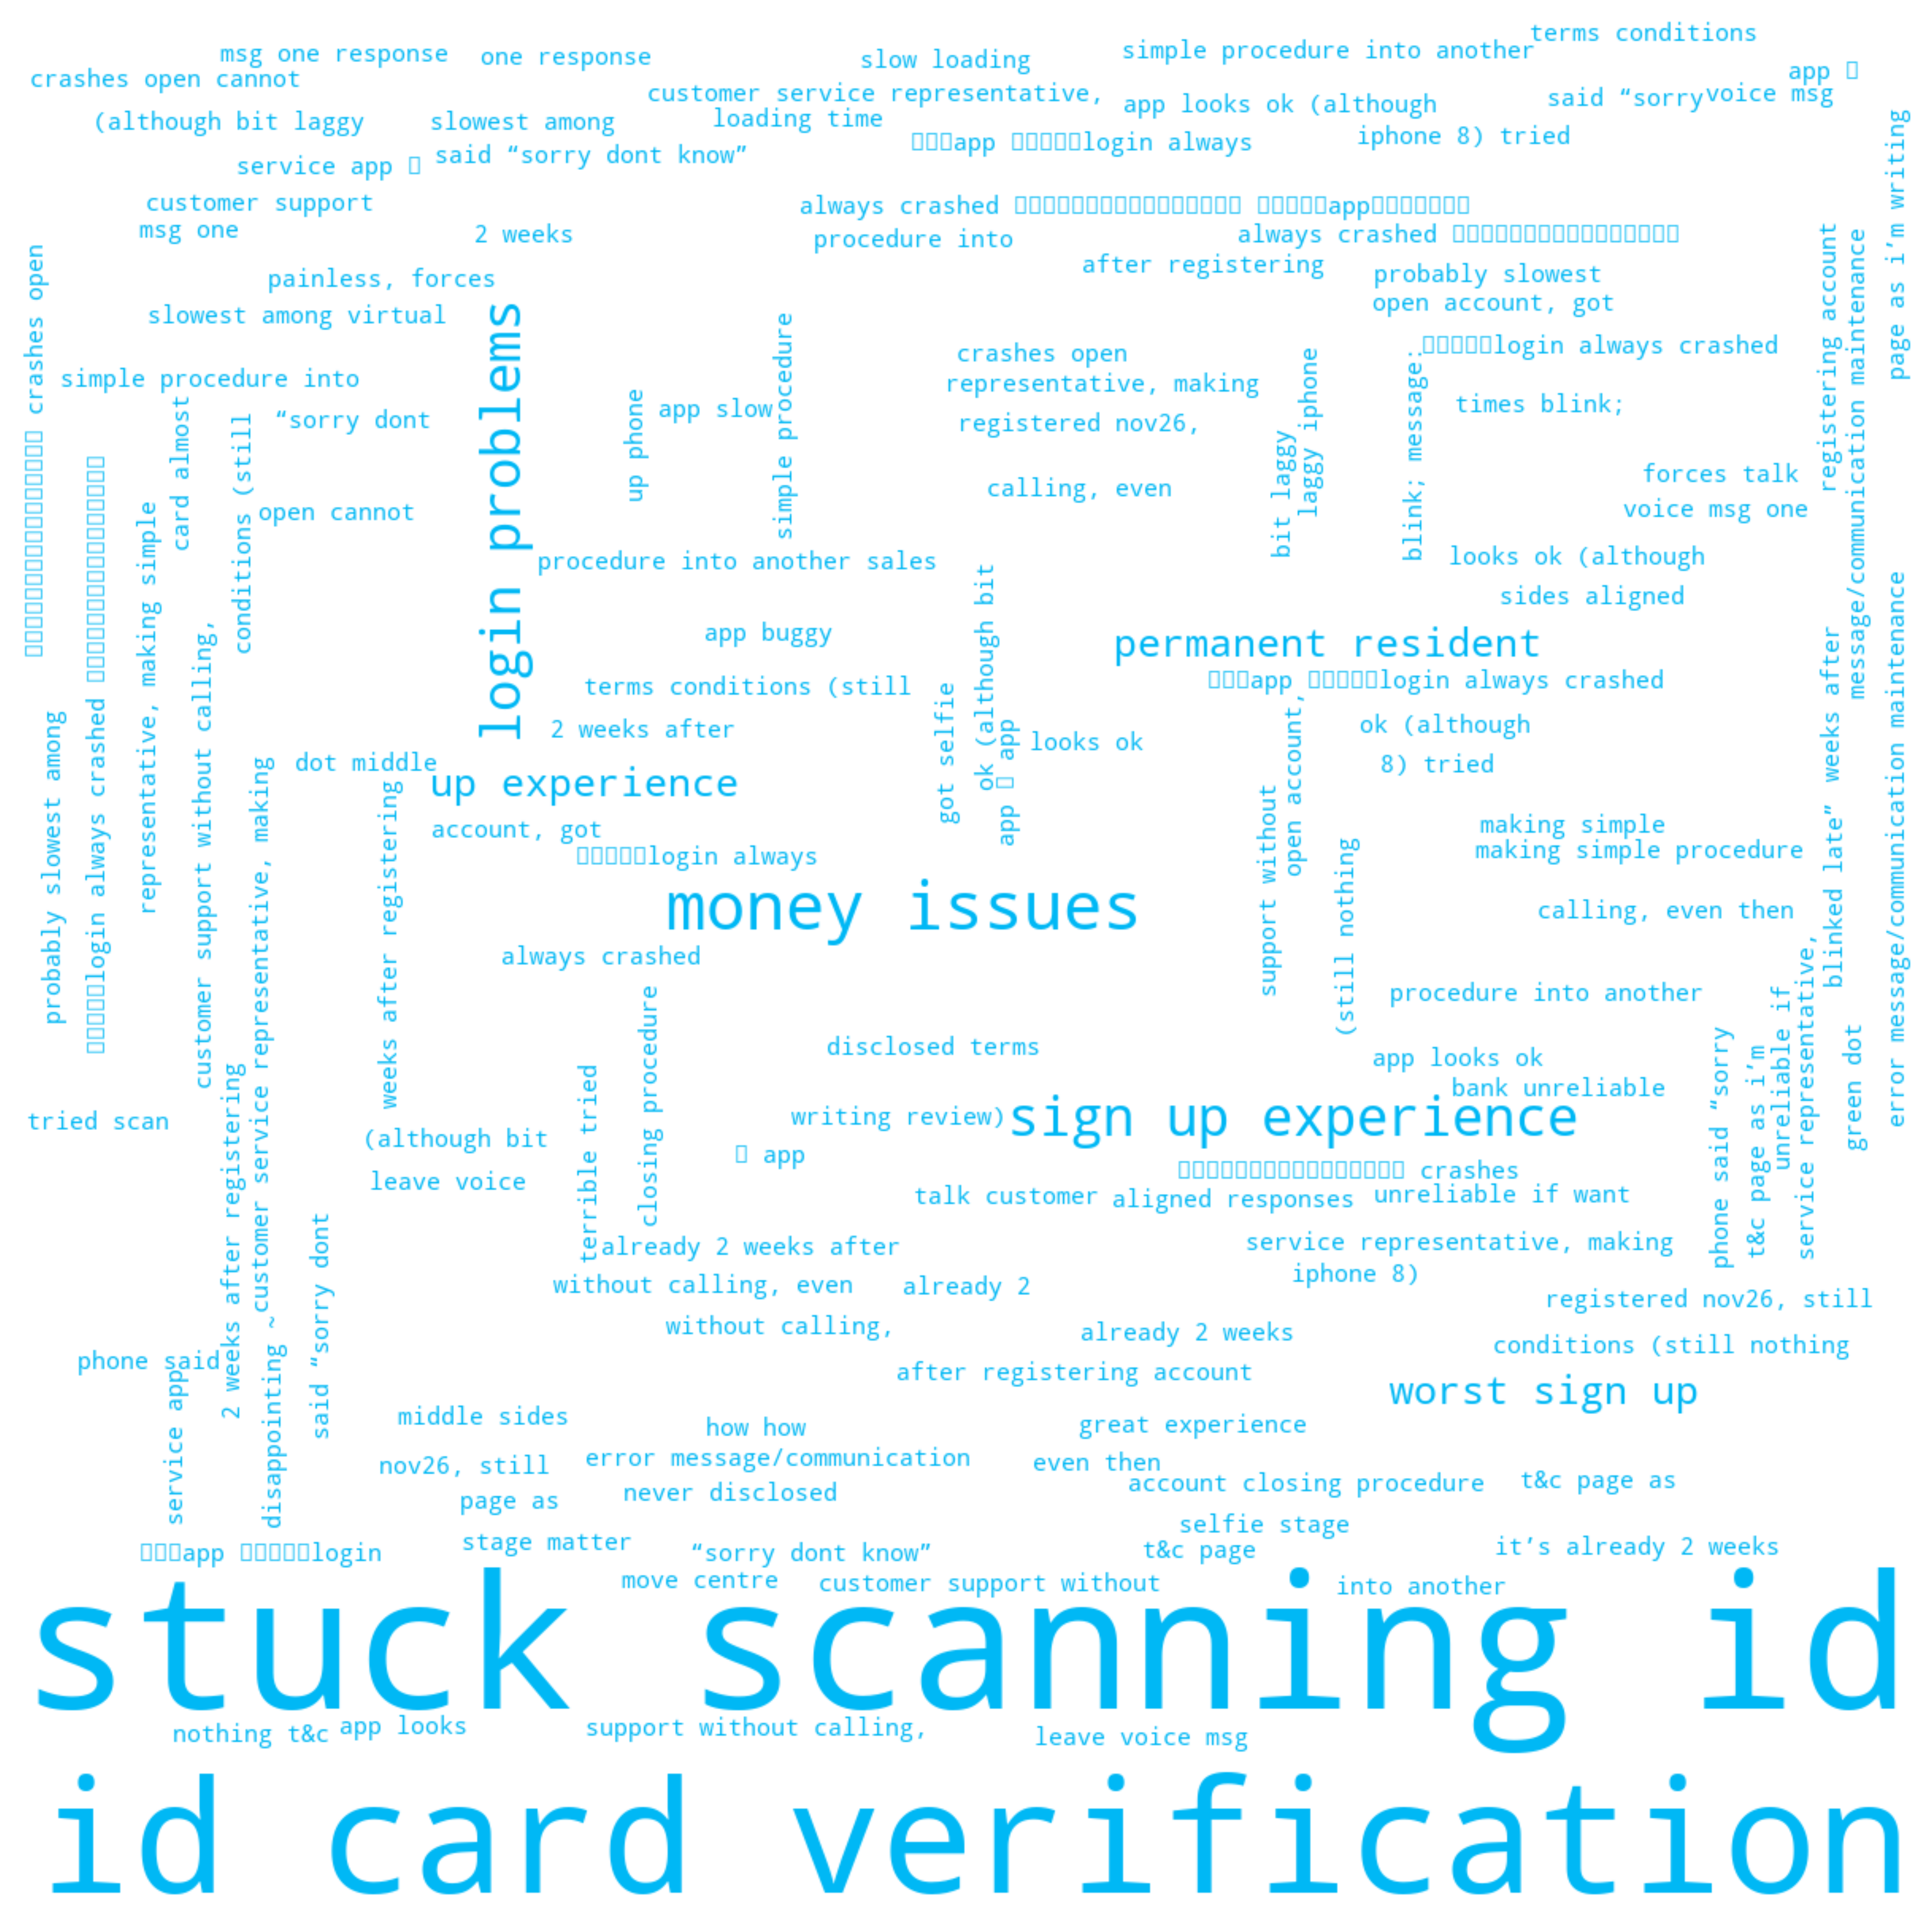 terms conditions
msg one response
one response
slow loading
simple procedure into another
crashes open cannot
app
customer service representative,
app looks ok (although
said “sorry
voice msg
(although bit laggy
slowest among
loading time
iphone 8) tried
app login always
service app
said “sorry dont know”
page as i’m writing
customer support
always crashed app
msg one
2 weeks
procedure into
always crashed
after registering
probably slowest
painless, forces
open account, got
slowest among virtual
crashes open
login problems
simple procedure
registering account
message/communication maintenance
login always crashed
crashes open
simple procedure into
representative, making
laggy iphone
blink; message:
card almost
“sorry dont
up phone
app slow
registered nov26,
times blink;
conditions (still
bit laggy
forces talk
calling, even
open cannot
voice msg one
representative, making simple
procedure into another sales
looks ok (although
ok (although bit
sides aligned
error message/communication maintenance
customer support without calling,
app buggy
permanent resident
weeks after
terms conditions (still
app login always crashed
got selfie
open account,
2 weeks after
ok (although
looks ok
app app
probably slowest among
login always crashed
dot middle
8) tried
up experience
customer service representative, making
weeks after registering
support without
account, got
making simple
login always
making simple procedure
blinked late”
(still nothing
money issues
calling, even then
always crashed
procedure into another
closing procedure
disclosed terms
app looks ok
unreliable if
service representative,
green dot
bank unreliable
phone said “sorry
t&c page as i’m
terrible tried
tried scan
writing review)
sign up experience
(although bit
app
crashes
2 weeks after registering
leave voice
talk customer
aligned responses
unreliable if want
already 2 weeks after
service representative, making
iphone 8)
without calling, even
already 2
registered nov26, still
said “sorry dont
without calling,
already 2 weeks
conditions (still nothing
phone said
disappointing ~
after registering account
worst sign up
service app
middle sides
how how
great experience
nov26, still
error message/communication
even then
account closing procedure
t&c page as
page as
never disclosed
selfie stage
app login
stage matter
“sorry dont know”
t&c page
it’s already 2 weeks
move centre
customer support without
into another
stuck scanning id
nothing t&c
app looks
support without calling,
leave voice msg
id card verification